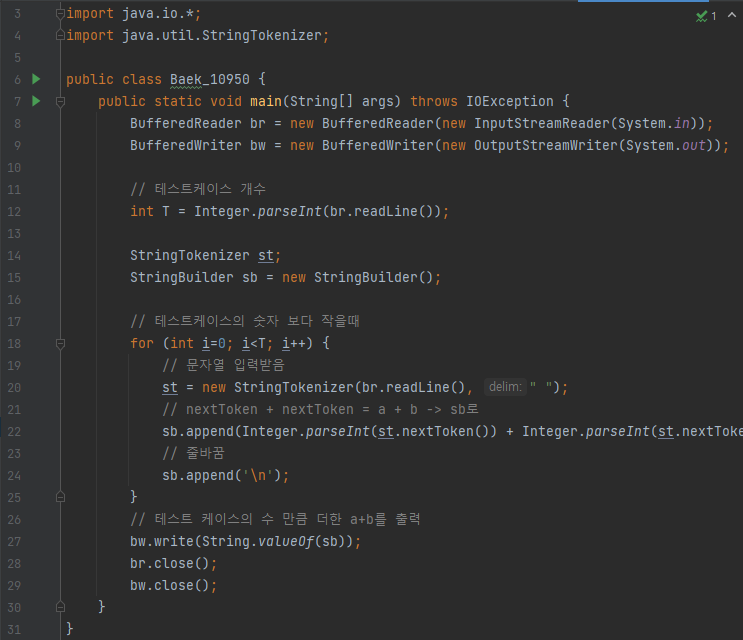 3 import java.io.*;
4 import java.util.StringTokenizer;
5
6 public class Baek_10950 {
7 public static void main(String[] args) throws IOException {
8 BufferedReader br = new BufferedReader(new InputStreamReader(System.in));
9 BufferedWriter bw = new BufferedWriter(new OutputStreamWriter(System.out));
10
11 // 테스트케이스 개수
12 int T = Integer.parseInt(br.readLine());
13
14 StringTokenizer st;
15 StringBuilder sb = new StringBuilder();
16
17 // 테스트케이스의 숫자 보다 작을때
18 for (int i=0; i<T; i++) {
19 // 문자열 입력받음
20 st = new StringTokenizer(br.readLine(), delim: " ");
21 // nextToken + nextToken = a + b -> sb로
22 sb.append(Integer.parseInt(st.nextToken()) + Integer.parseInt(st.nextToke
23 // 줄바꿈
24 sb.append('\n');
25 }
26 // 테스트 케이스의 수 만큼 더한 a+b를 출력
27 bw.write(String.valueOf(sb));
28 br.close();
29 bw.close();
30 }
31 }
1